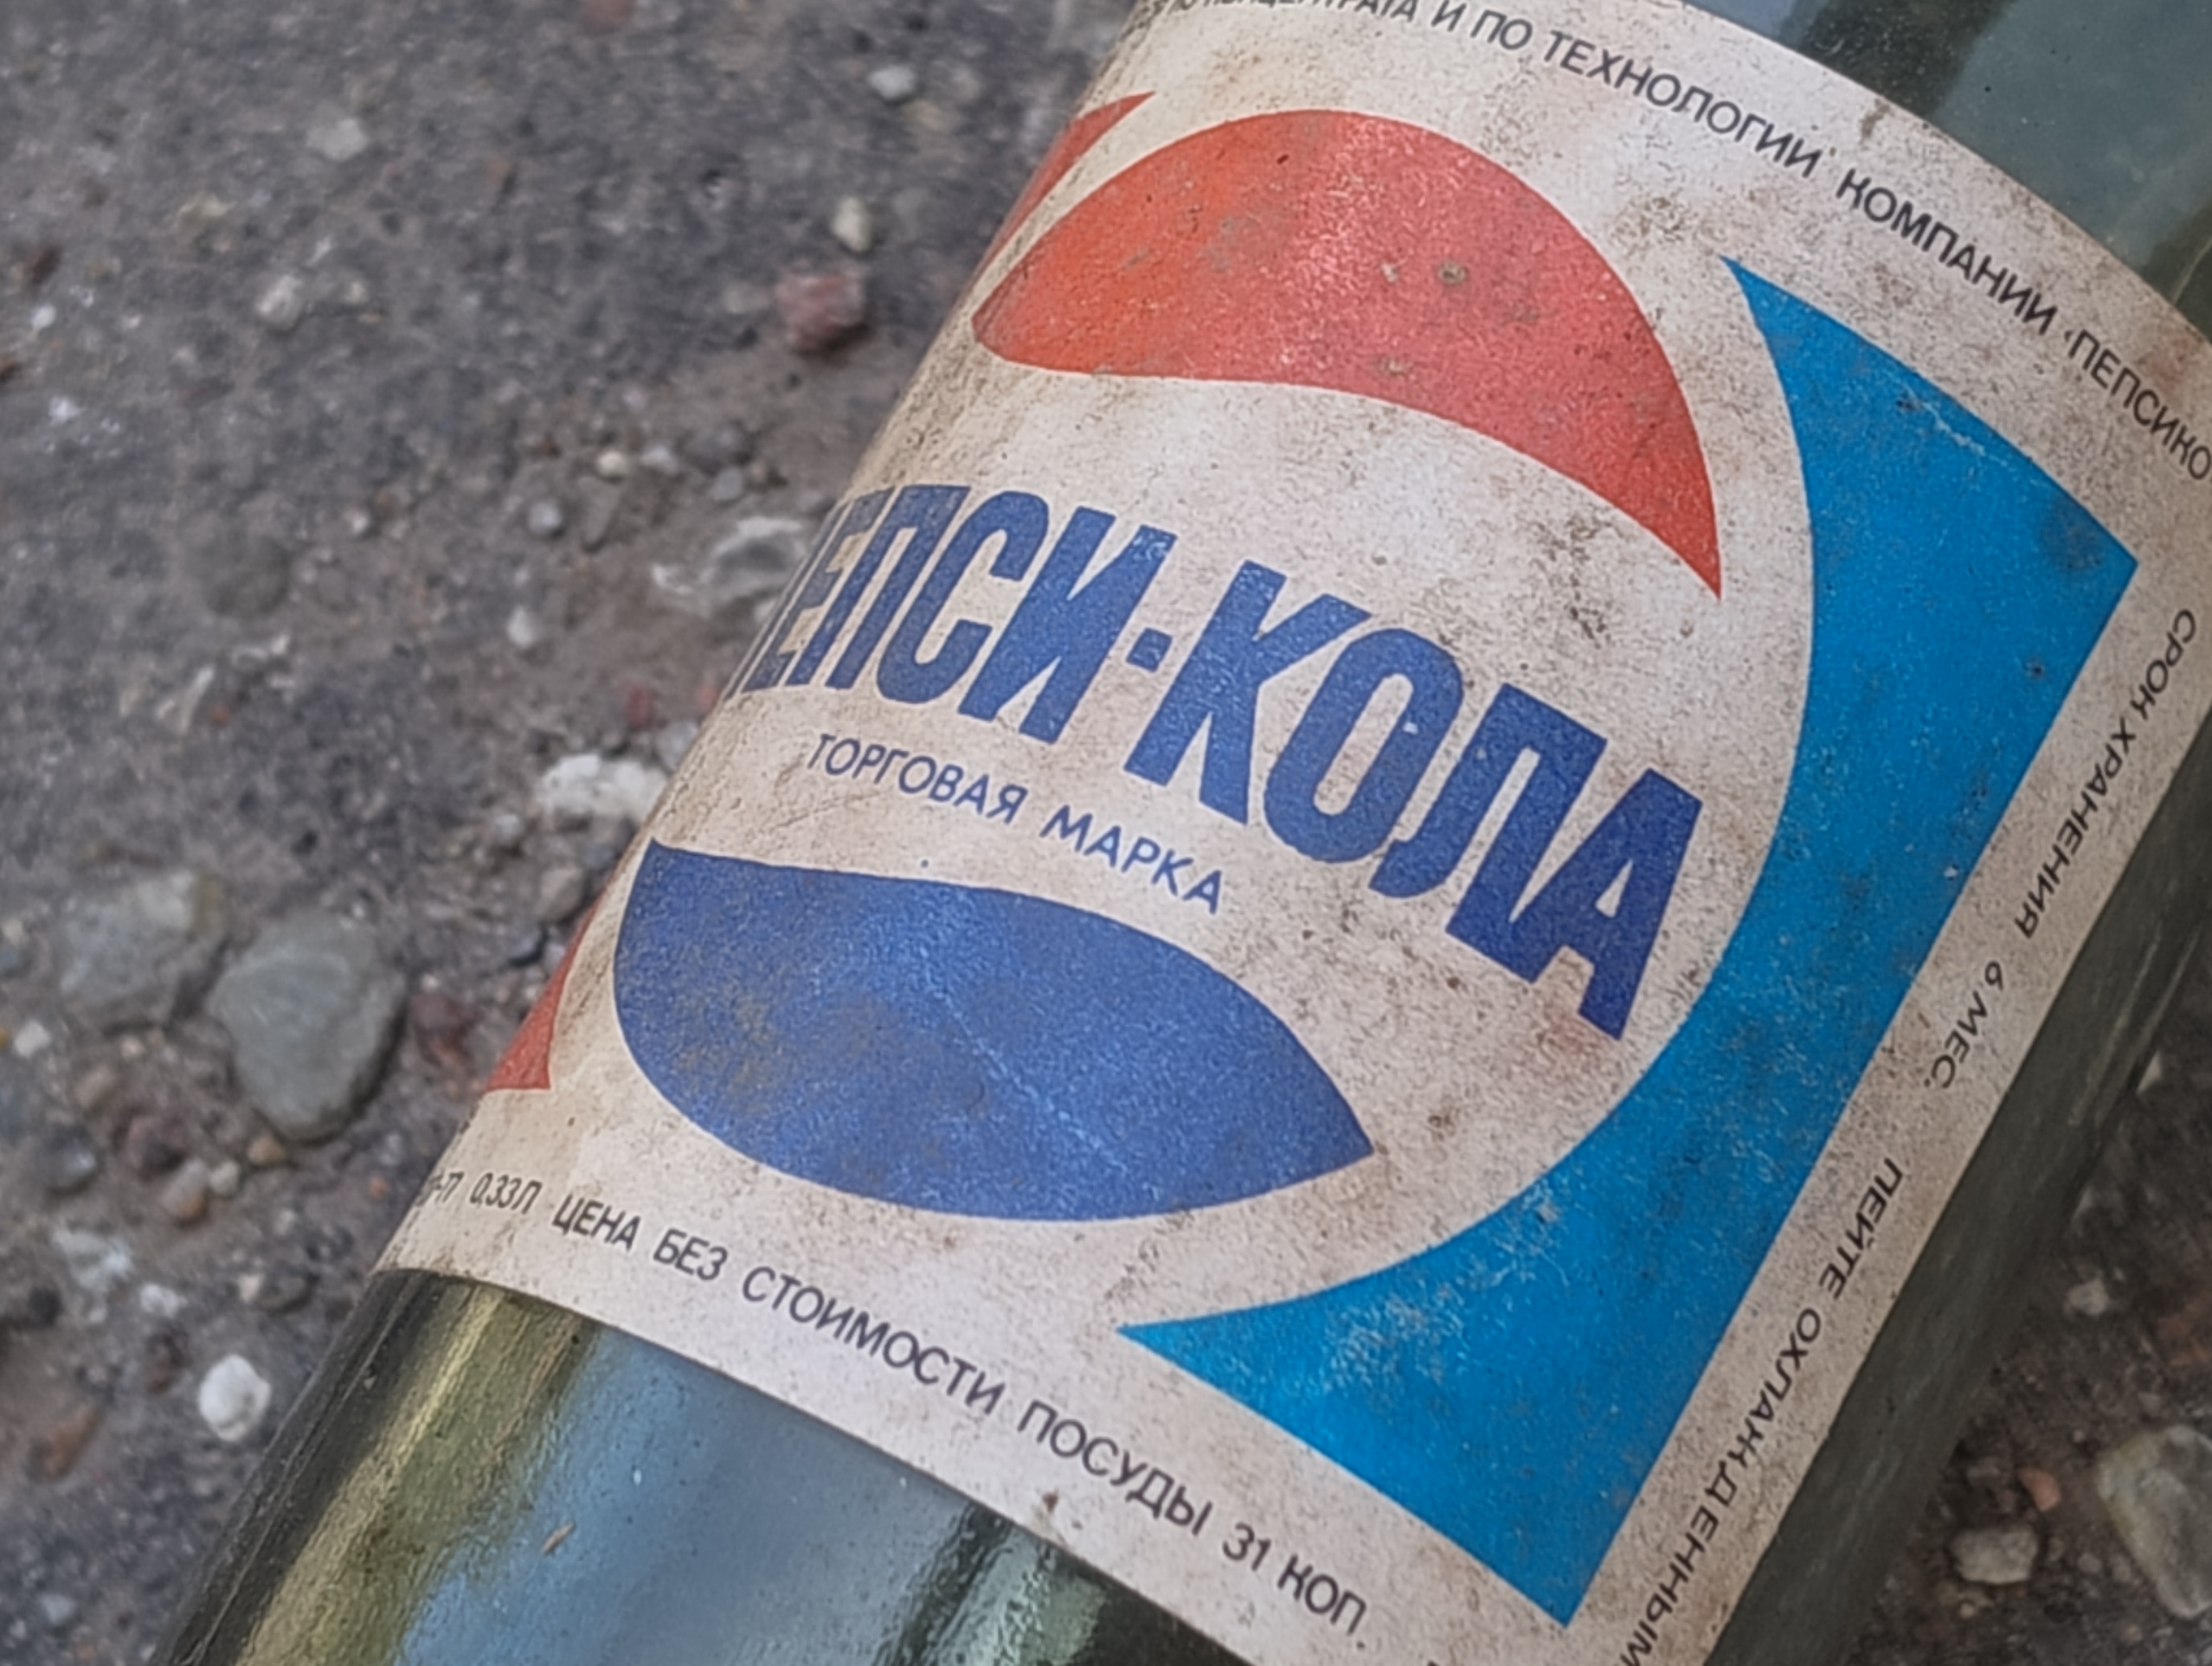 КОНЦЕНТРАТА И ПО ТЕХНОЛОГИИ КОМПАНИИ "ПЕПСИКО
ПЕПСИ-КОЛА
ТОРГОВАЯ МАРКА
0.33Л ЦЕНА БЕЗ СТОИМОСТИ ПОСУДЫ 31 КОП.
СРОК ХРАНЕНИЯ 6 МЕС. ПЕЙТЕ ОХЛАЖДЕННЫМ